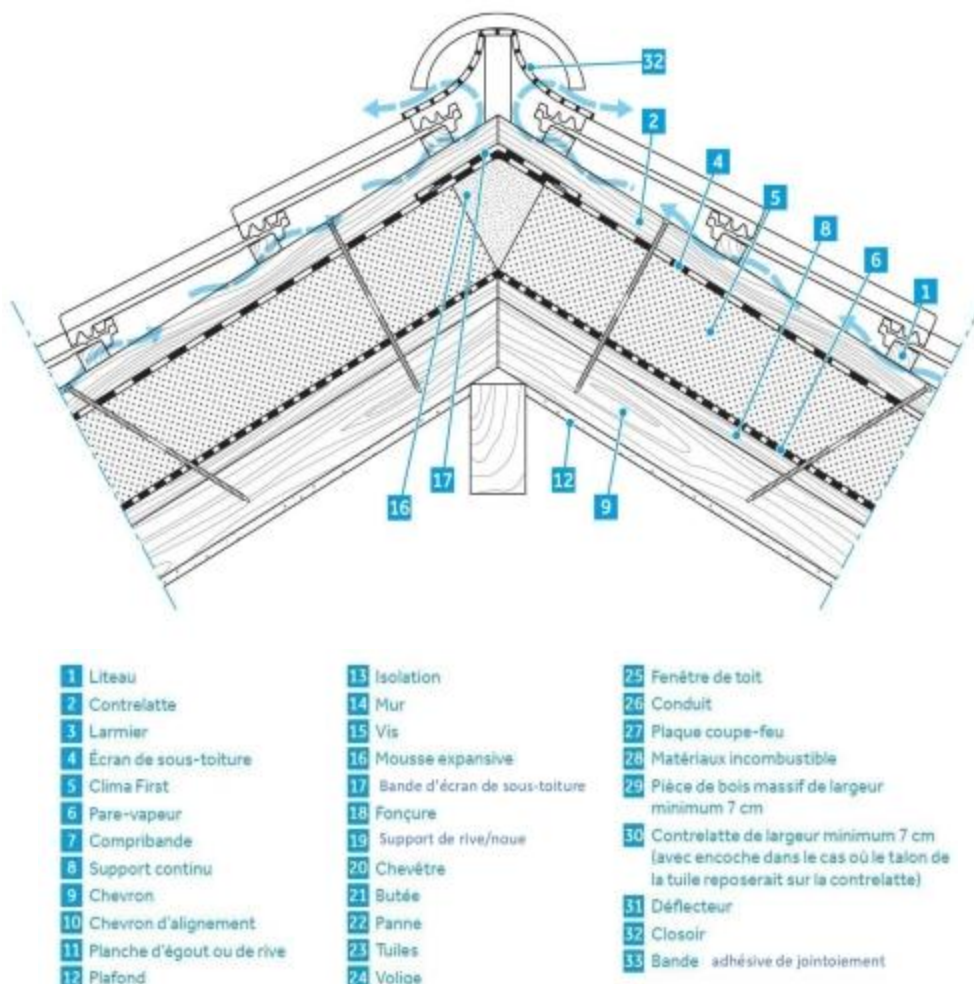 32
2
4
5
8
6
1
17
16
12
9
1 Liteau
2 Contrelatte
3 Larmier
4 Écran de sous-toiture
5 Clima First
6 Pare-vapeur
7 Compribande
8 Support continu
9 Chevron
10 Chevron d'alignement
11 Planche d'égout ou de rive
12 Plafond
13 Isolation
14 Mur
15 Vis
16 Mousse expansive
17 Bande d'écran de sous-toiture
18 Fonçure
19 Support de rive/noue
20 Chevêtre
21 Butée
22 Panne
23 Tuiles
24 Volige
25 Fenêtre de toit
26 Conduit
27 Plaque coupe-feu
28 Matériaux incombustible
29 Pièce de bois massif de largeur
minimum 7 cm
30 Contrelatte de largeur minimum 7 cm
(avec encoche dans le cas où le talon de
la tuile reposerait sur la contrelatte)
31 Déflecteur
32 Closoir
33 Bande adhésive de jointoiement